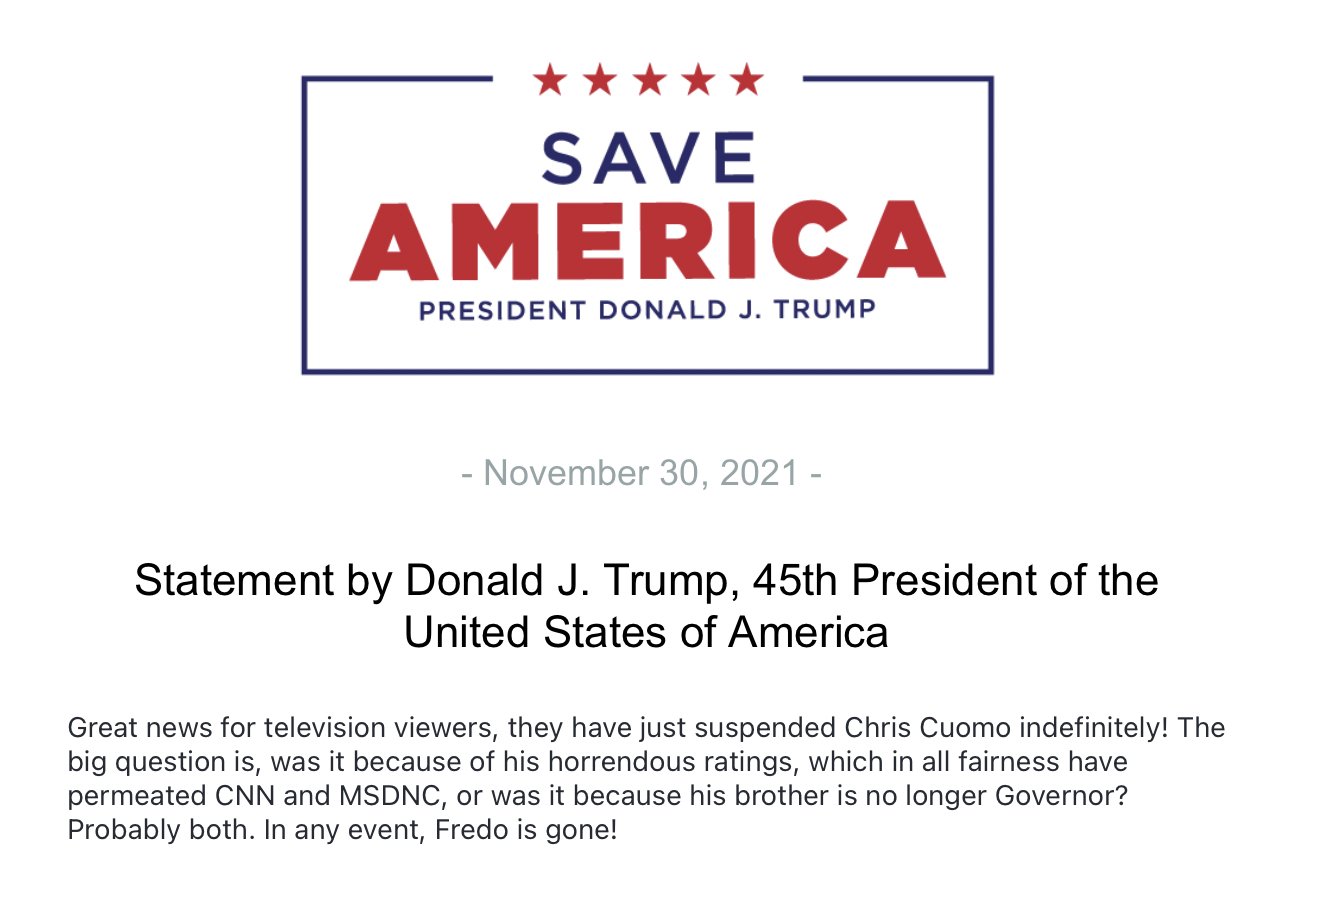 SAVE
AMERICA
PRESIDENT DONALD J. TRUMP
- November 30, 2021 -
Statement by Donald J. Trump, 45th President of the
United States of America
Great news for television viewers, they have just suspended Chris Cuomo indefinitely! The
big question is, was it because of his horrendous ratings, which in all fairness have
permeated CNN and MSDNC, or was it because his brother is no longer Governor?
Probably both. In any event, Fredo is gone!